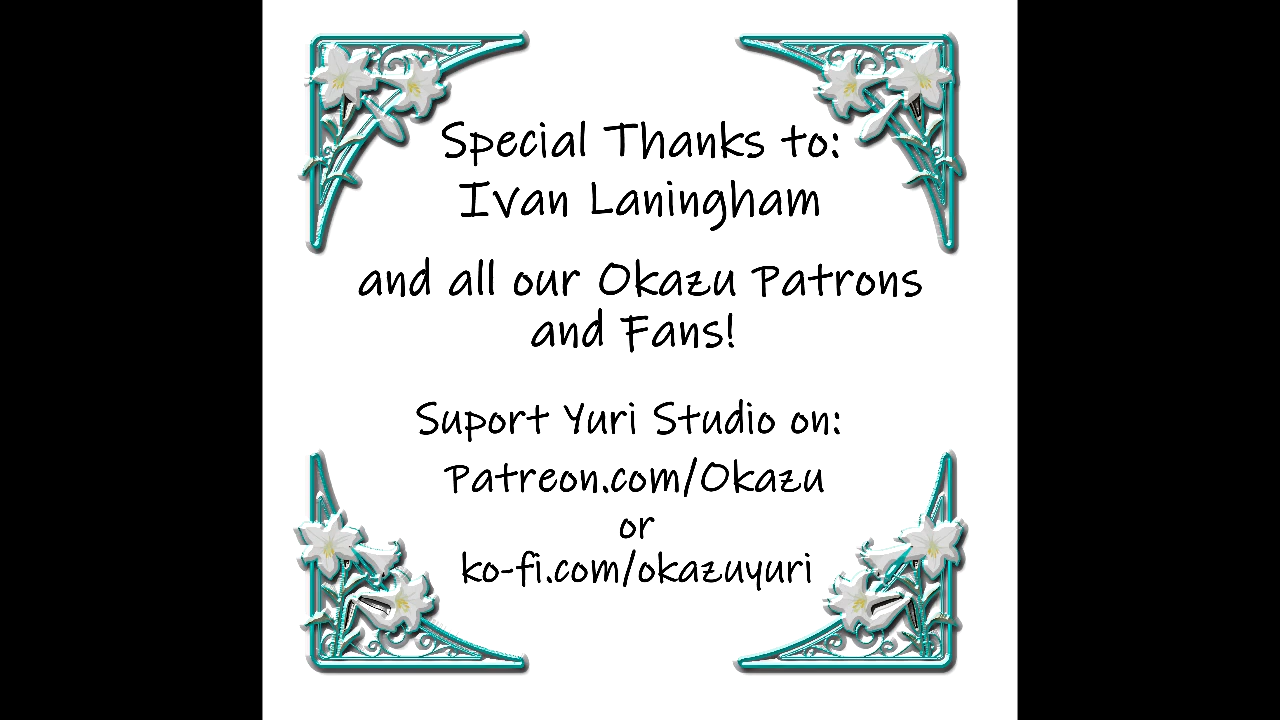 Special Thanks to:
Ivan Laningham
and all our Okazu Patrons
and Fans!
Suport Yuri Studio on:
Patreon.com/Okazu
or
ko-fi.com/okazuyuri